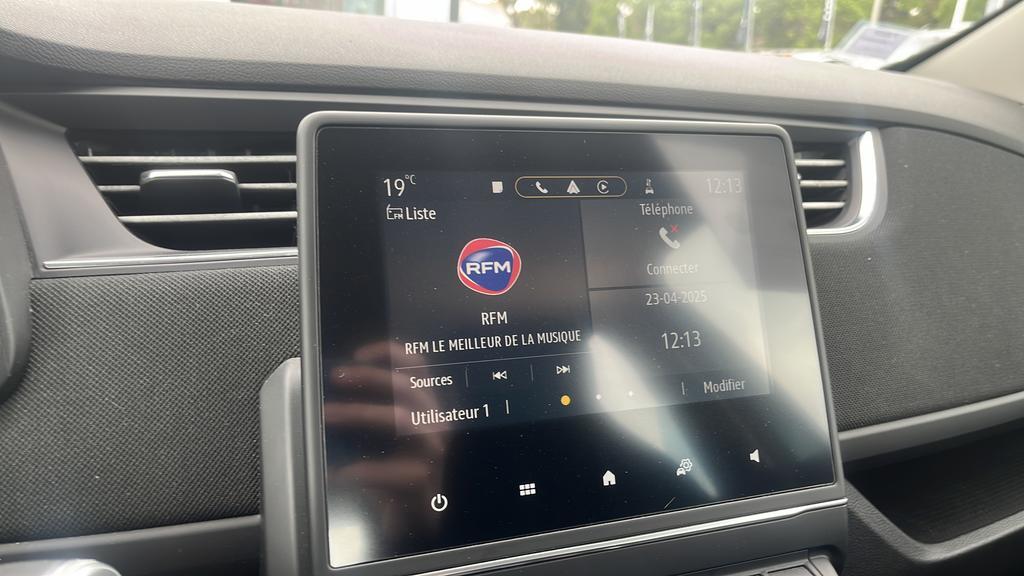 19°C
12:13
FM Liste
Téléphone
RFM
Connecter
RFM
RFM LE MEILLEUR DE LA MUSIQUE
23-04-2025
12:13
Sources
Utilisateur 1
Modifier